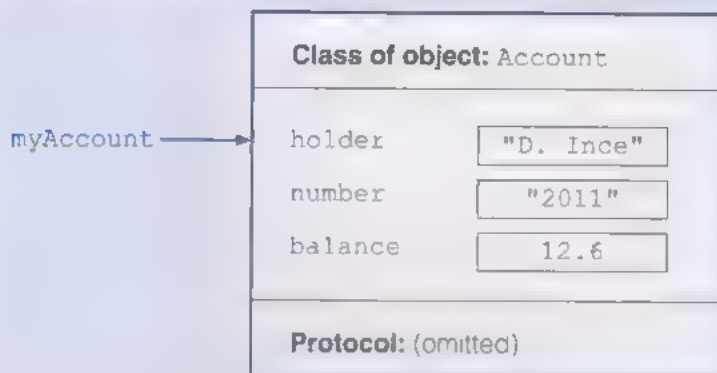 Class of object: Account
myAccount
holder "D. Ince"
number "2011"
balance 12.6
Protocol: (omitted)